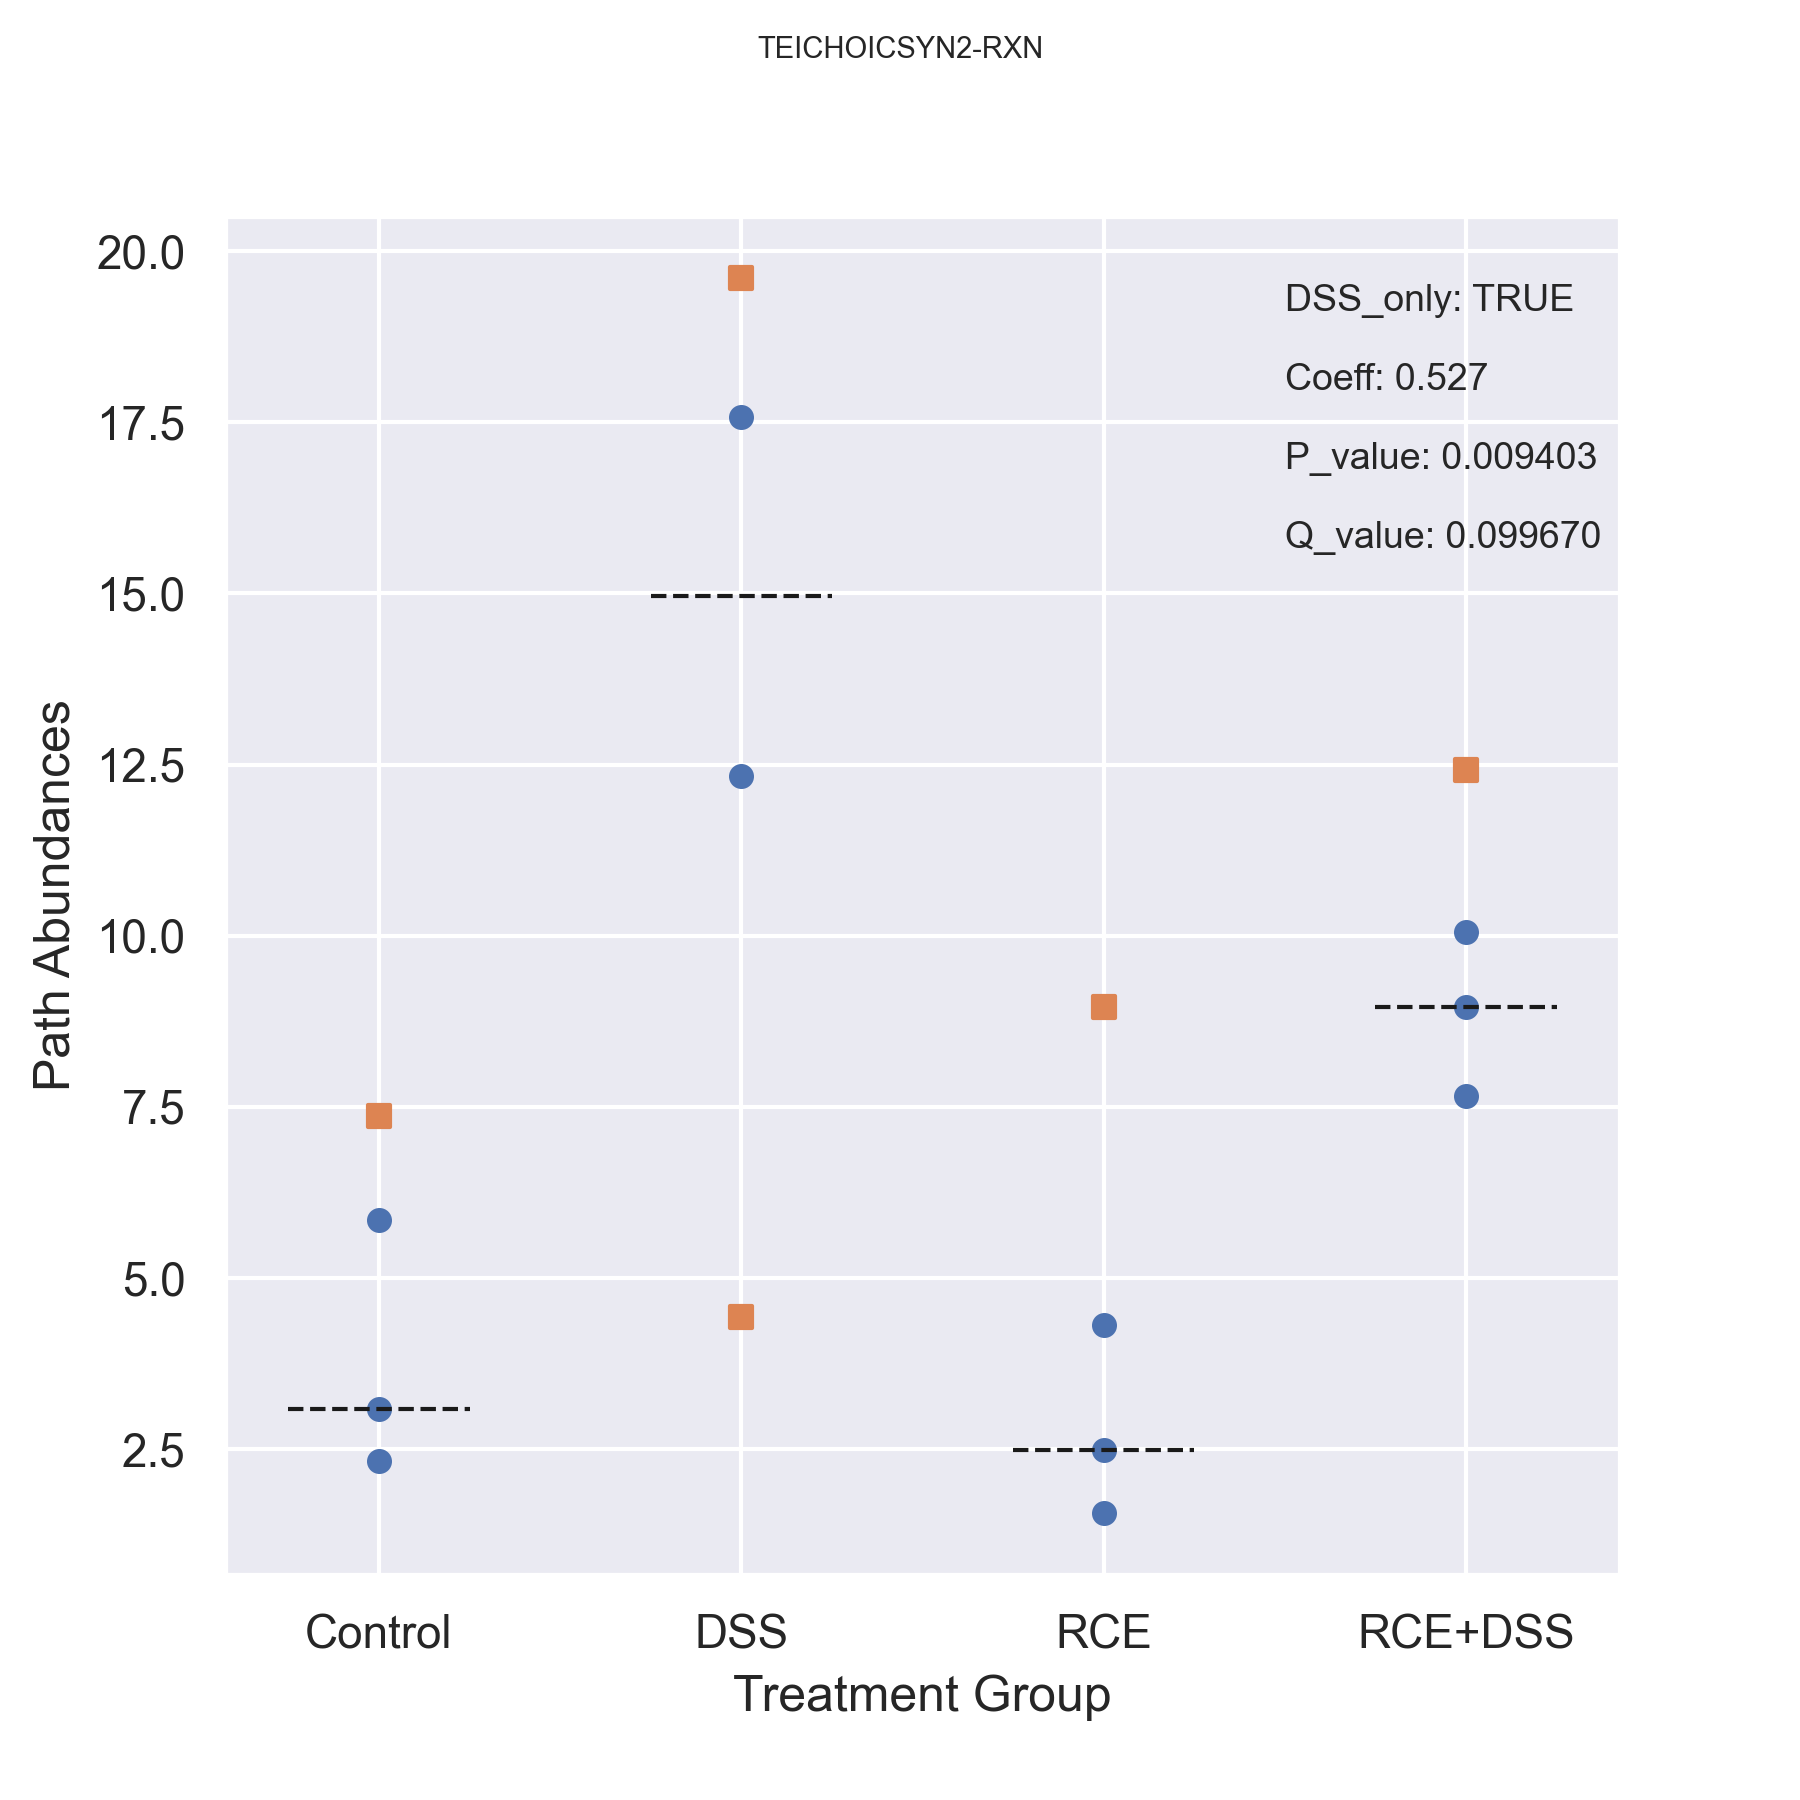 TEICHOICSYN2-RXN
20.0
17.5
15.0
12.5
10.0
7.5
5.0
2.5
Path Abundances
DSS_only: TRUE
Coeff: 0.527
P_value: 0.009403
Q_value: 0.099670
Control DSS RCE RCE+DSS
Treatment Group